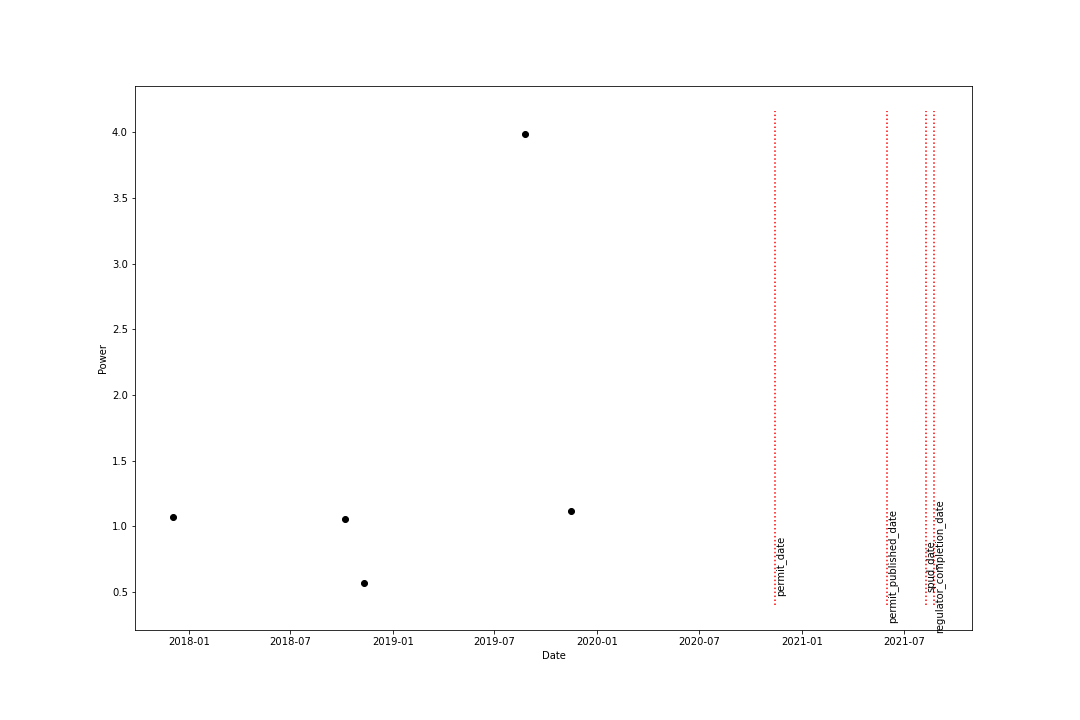 4.0
3.5
3.0
2.5
2.0
1.5
1.0
0.5
Power
permit_date
permit_published_date
spud_date
regulator_completion_date
2018-01 2018-07 2019-01 2019-07 2020-01 2020-07 2021-01 2021-07
Date